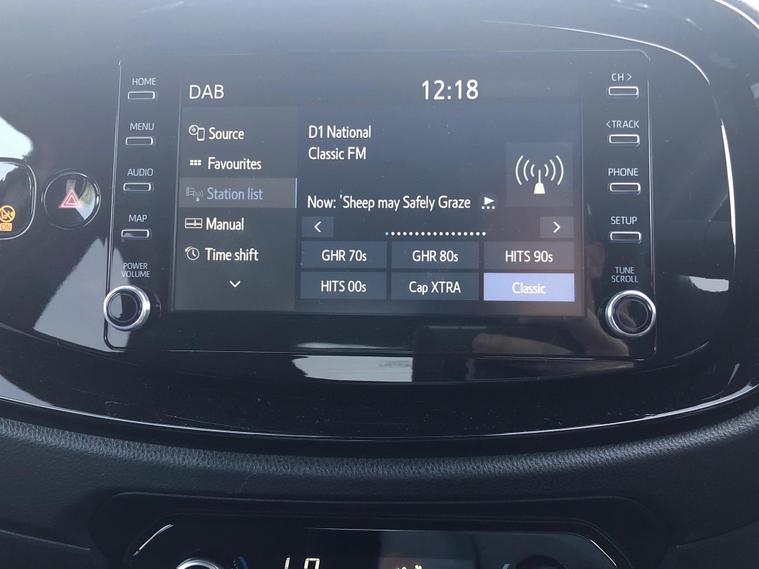 HOME
MENU
AUDIO
MAP
POWER
VOLUME
DAB
12:18
Source
Favourites
Station list
Manual
Time shift
D1 National
Classic FM
Now: 'Sheep may Safely Graze
GHR 70s
GHR 80s
HITS 90s
HITS 00s
Cap XTRA
Classic
CH >
< TRACK
PHONE
SETUP
TUNE
SCROLL